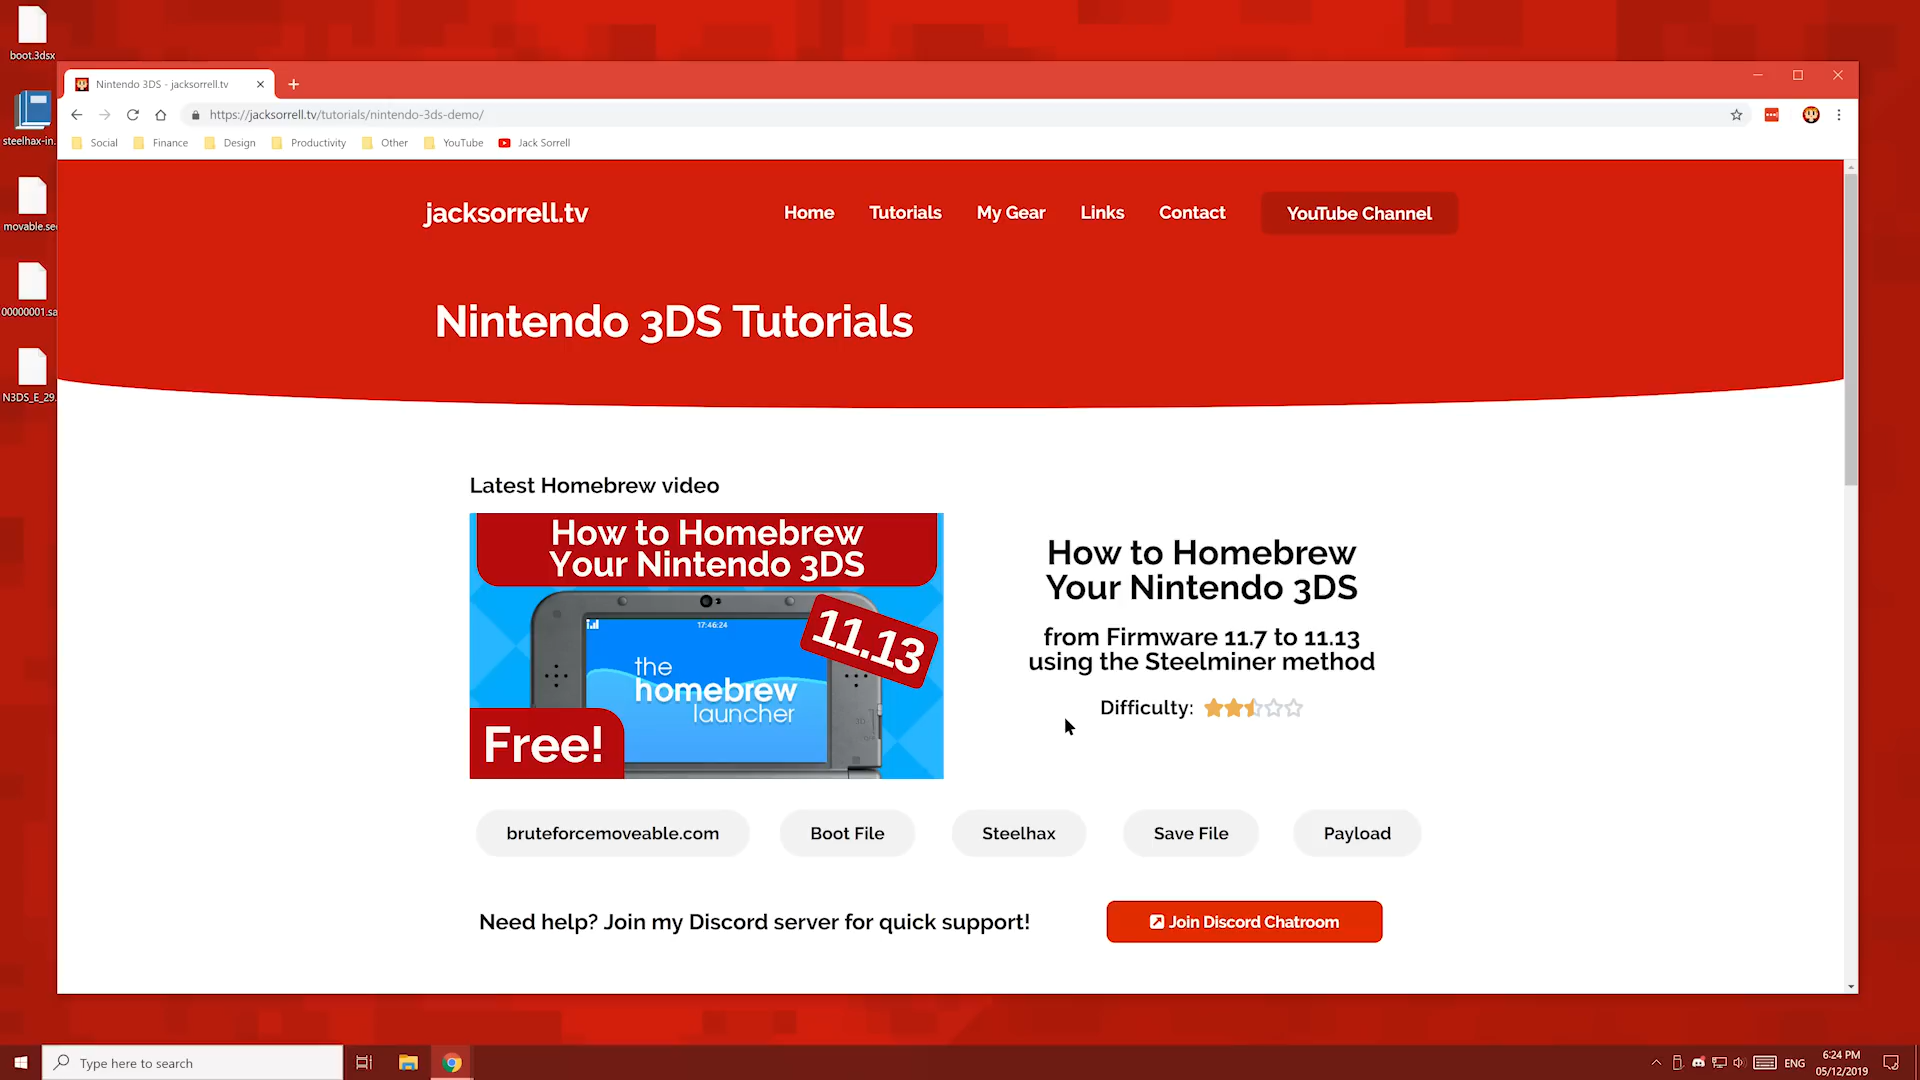 boot.3dsx
steelhax-in.
movable.sec
00000001.sa
N3DS_E_29.
Nintendo 3DS - jacksorrell.tv
https://jacksorrell.tv/tutorials/nintendo-3ds-demo/
Social
Finance
Design
Productivity
Other
YouTube
Jack Sorrell
jacksorrell.tv
Home
Tutorials
My Gear
Links
Contact
YouTube Channel
Nintendo 3DS Tutorials
Latest Homebrew video
How to Homebrew
Your Nintendo 3DS
17:46:24
11.13
the
homebrew
launcher
Free!
How to Homebrew
Your Nintendo 3DS
from Firmware 11.7 to 11.13
using the Steelminer method
Difficulty:
bruteforcemoveable.com
Boot File
Steelhax
Save File
Payload
Need help? Join my Discord server for quick support!
Join Discord Chatroom
Type here to search
ENG
6:24 PM
05/12/2019